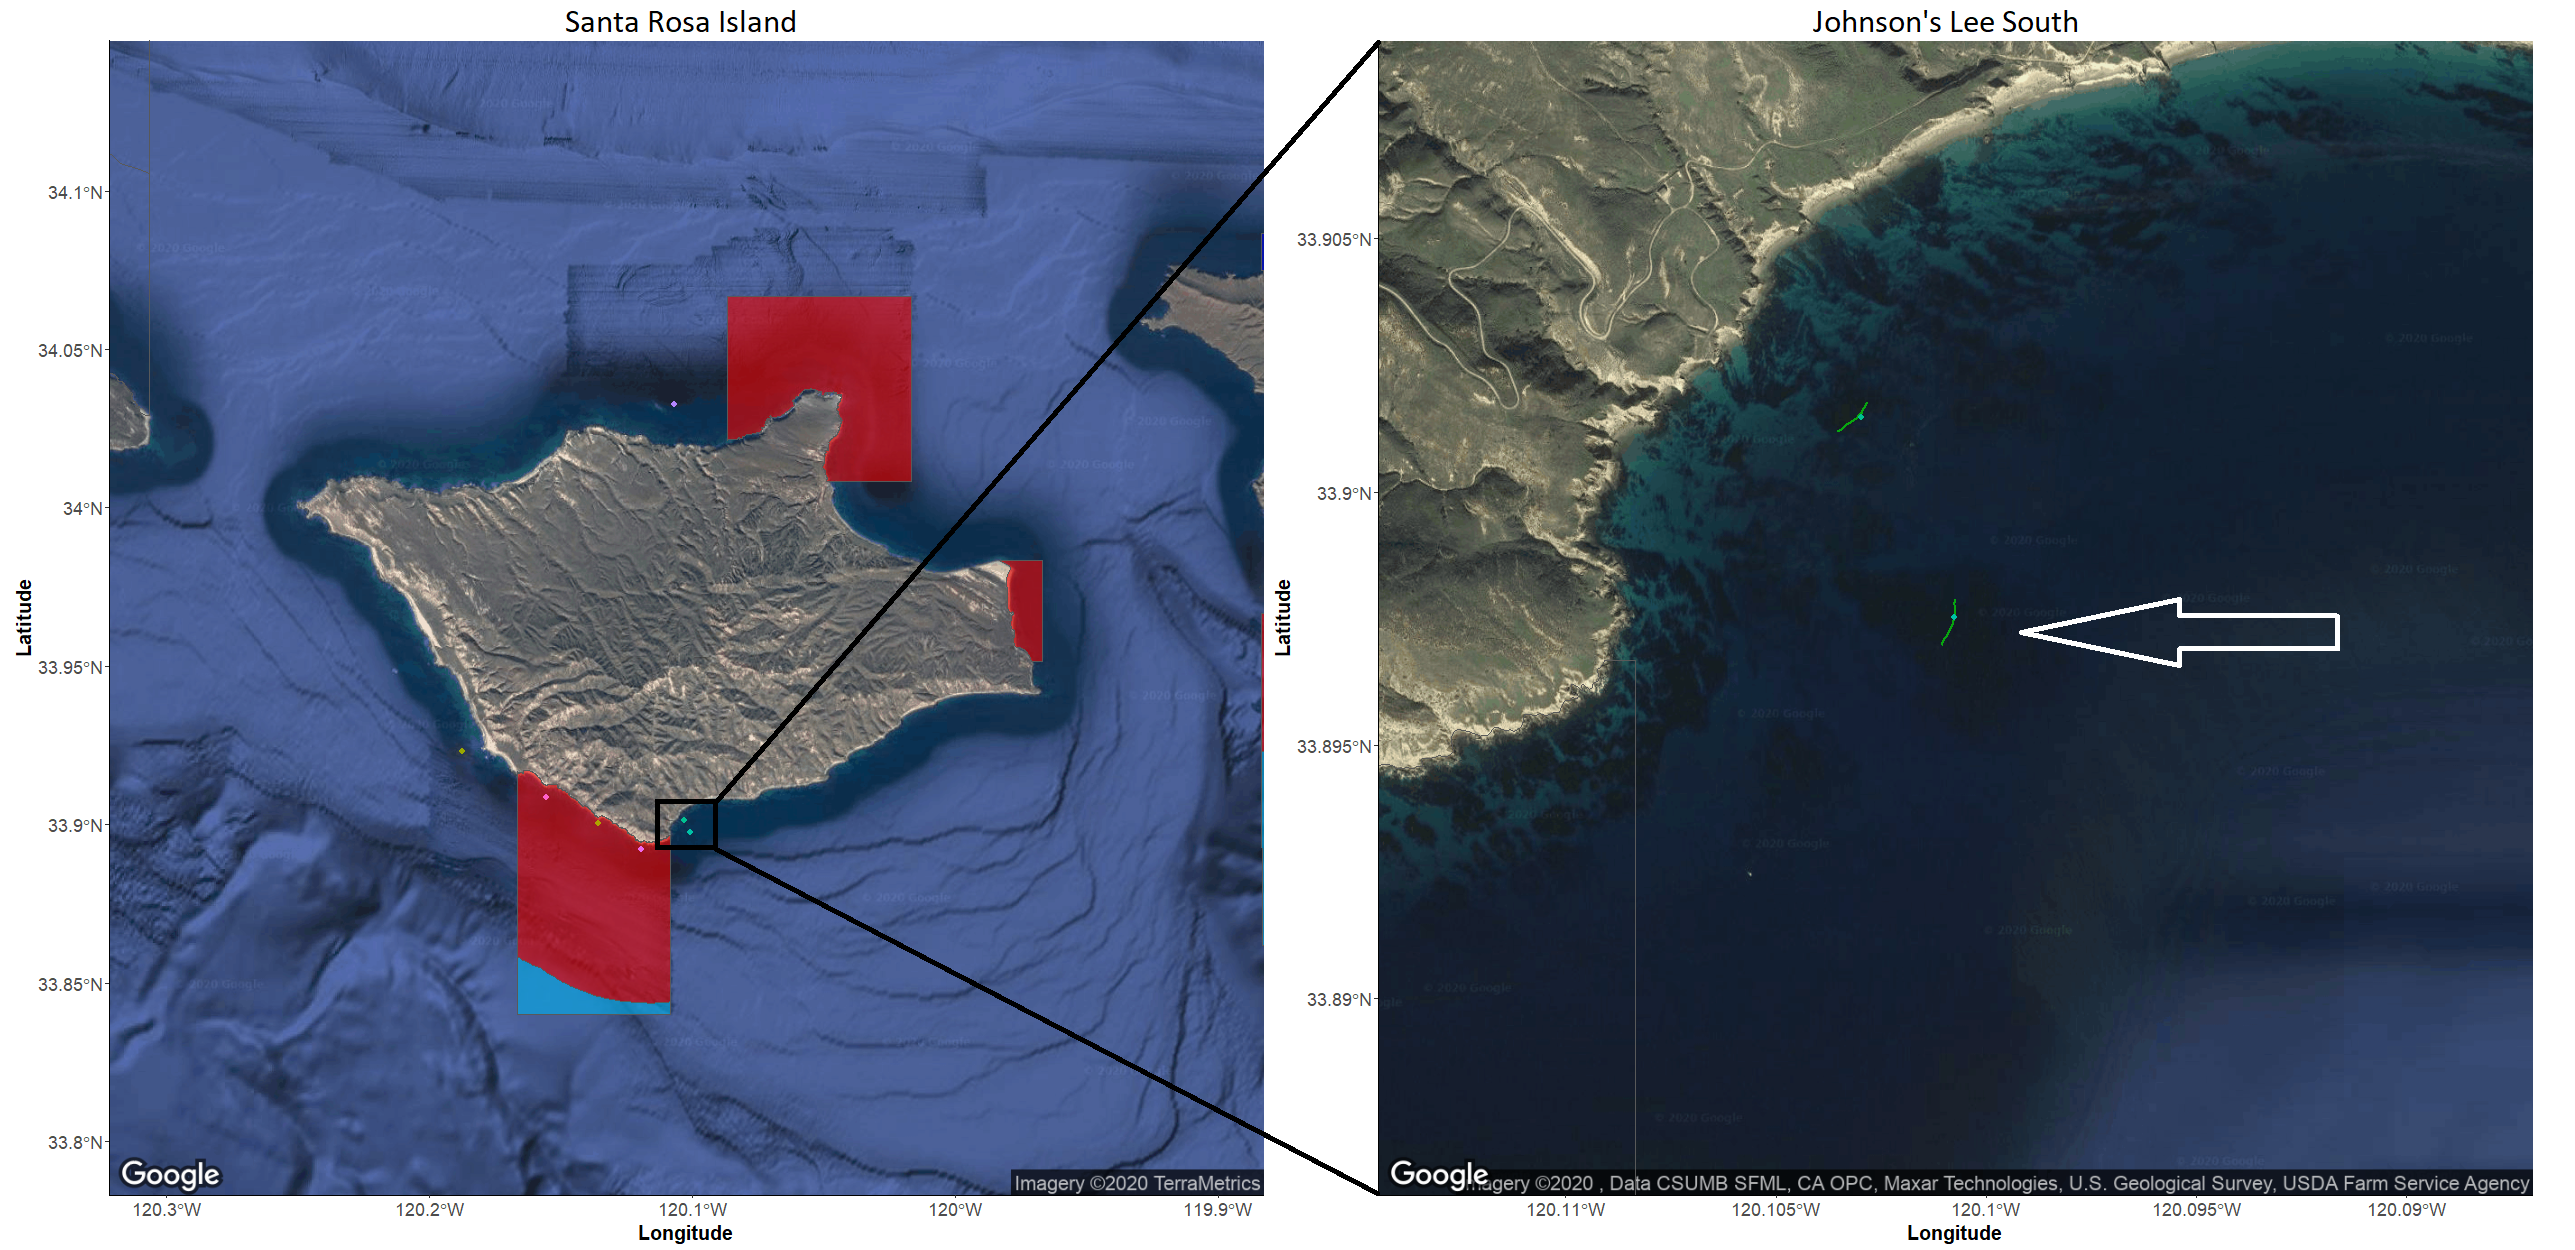 Santa Rosa Island
Johnson's Lee South
34.1°N
34.05°N
34°N
33.95°N
33.9°N
33.85°N
33.8°N
Latitude
120.3°W
120.2°W
120.1°W
120°W
119.9°W
Longitude
Google
Imagery ©2020 TerraMetrics
33.905°N
33.9°N
33.895°N
33.89°N
Latitude
120.11°W
120.105°W
120.1°W
120.095°W
120.09°W
Longitude
Google
Imagery ©2020 , Data CSUMB SFML, CA OPC, Maxar Technologies, U.S. Geological Survey, USDA Farm Service Agency
© 2020 Google